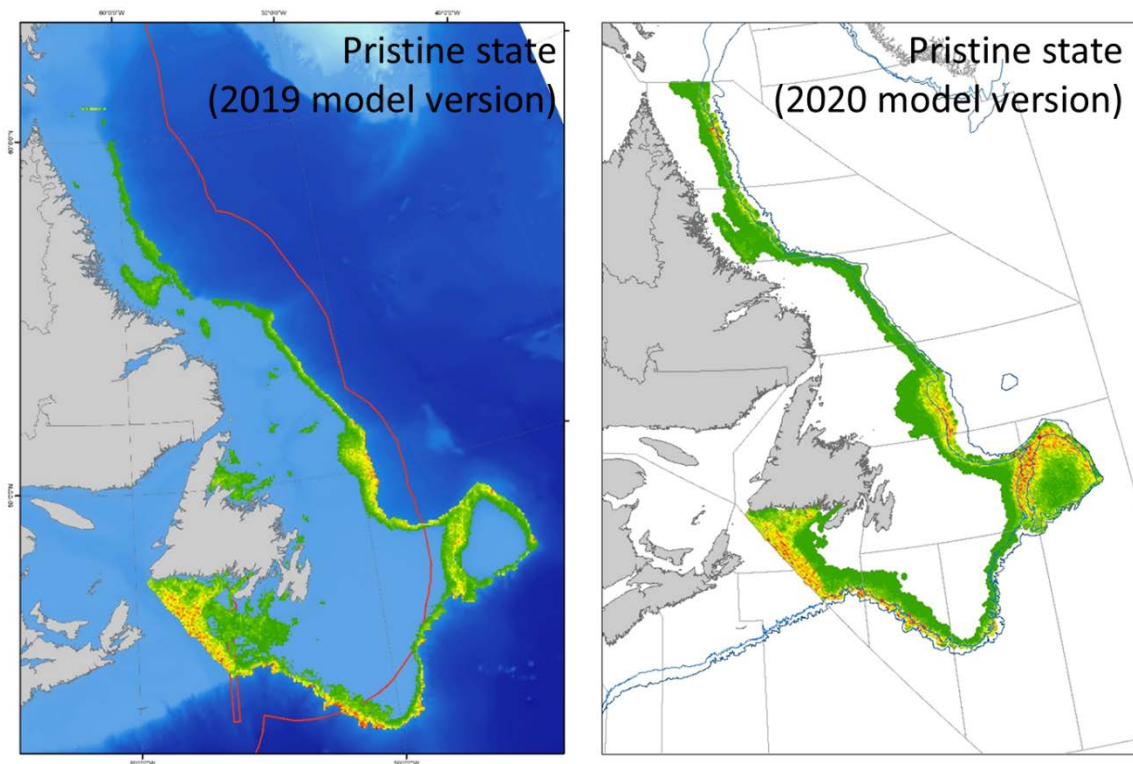 Pristine state
(2019 model version)
Pristine state
(2020 model version)